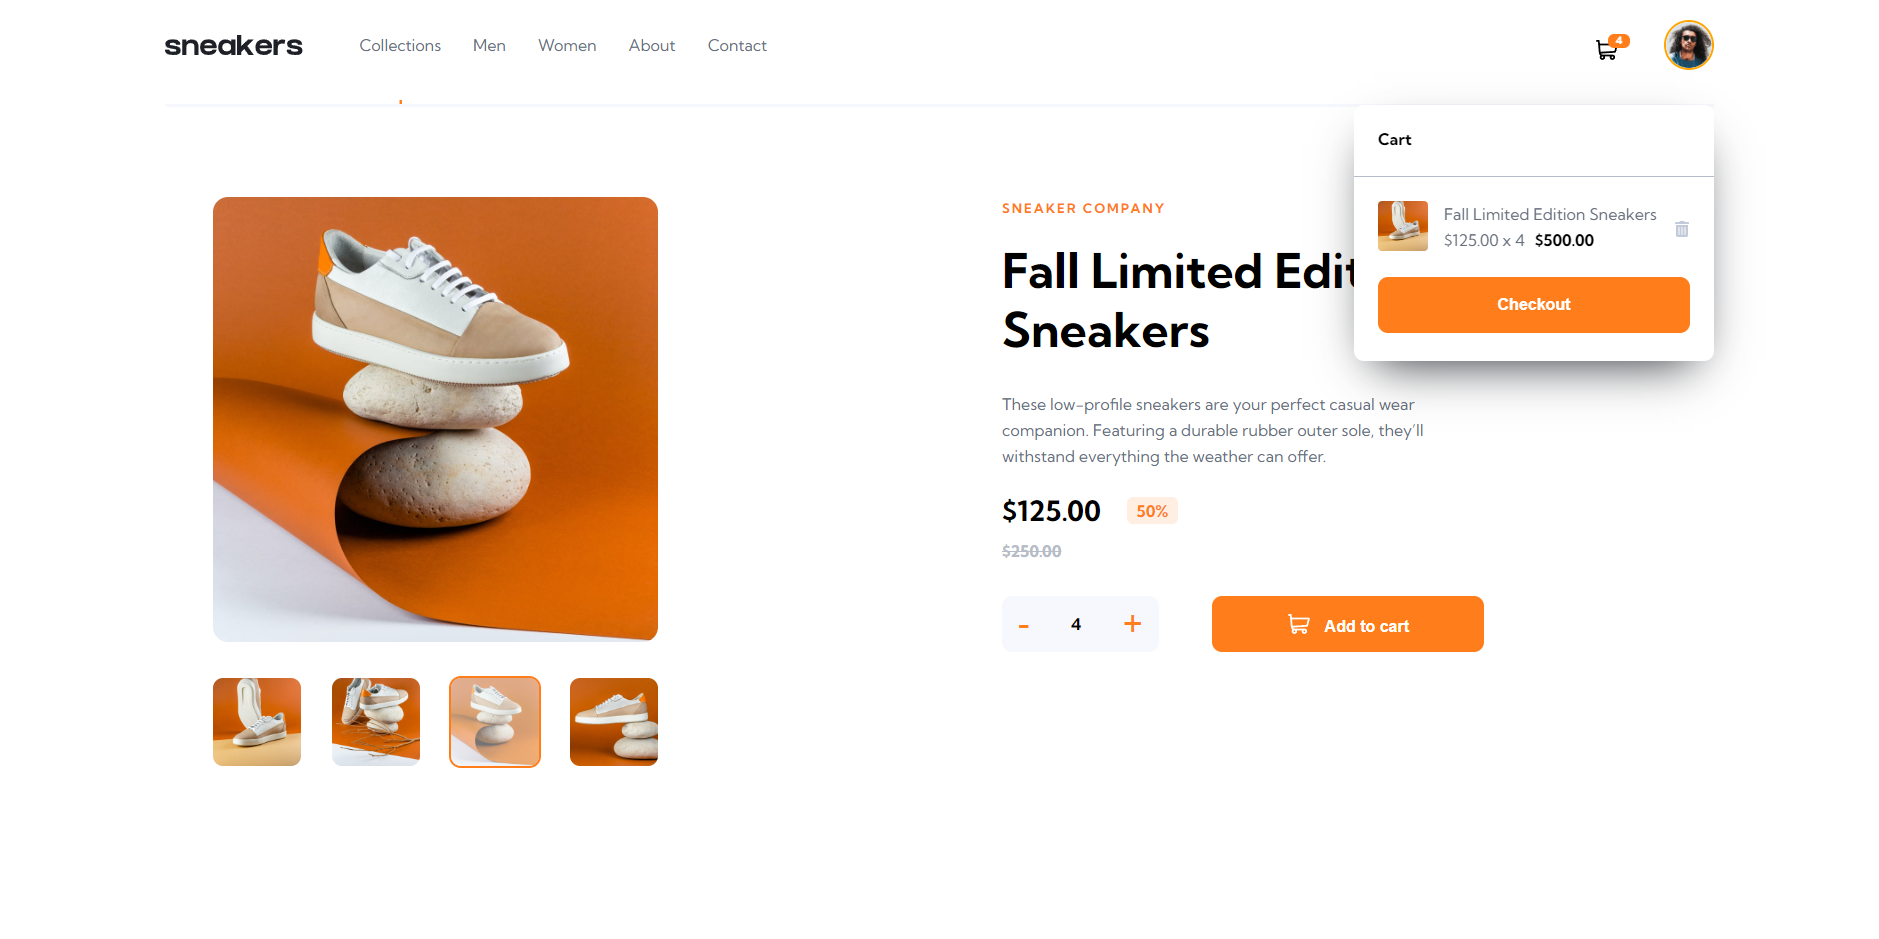 sneakers
Collections Men Women About Contact
4
Cart
Fall Limited Edition Sneakers
$125.00 x 4 $500.00
Checkout
SNEAKER COMPANY
Fall Limited Edit
Sneakers
These low-profile sneakers are your perfect casual wear
companion. Featuring a durable rubber outer sole, they’ll
withstand everything the weather can offer.
$125.00 50%
$250.00
- 4 +
Add to cart